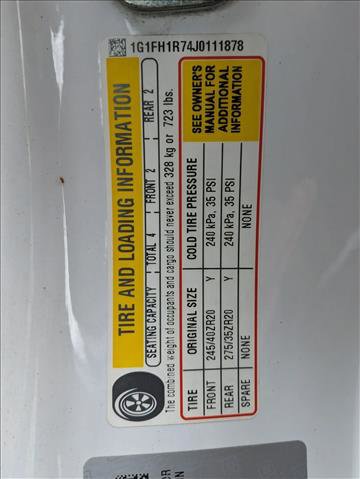 1G1FH1R74J0111878
TIRE AND LOADING INFORMATION
SEATING CAPACITY : TOTAL 4 : FRONT 2 : REAR 2
The combined weight of occupants and cargo should never exceed 328 kg or 723 lbs.
TIRE ORIGINAL SIZE COLD TIRE PRESSURE
FRONT 245/40ZR20 Y 240 kPa, 35 PSI
REAR 275/35ZR20 Y 240 kPa, 35 PSI
SPARE NONE NONE
SEE OWNER'S
MANUAL FOR
ADDITIONAL
INFORMATION